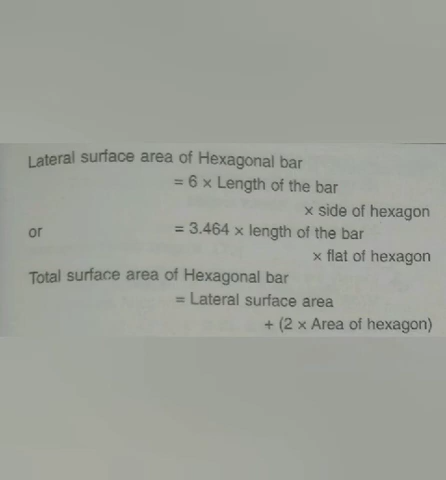 Lateral surface area of Hexagonal bar
= 6 × Length of the bar
× side of hexagon
or = 3.464 × length of the bar
× flat of hexagon
Total surface area of Hexagonal bar
= Lateral surface area
+ (2 × Area of hexagon)